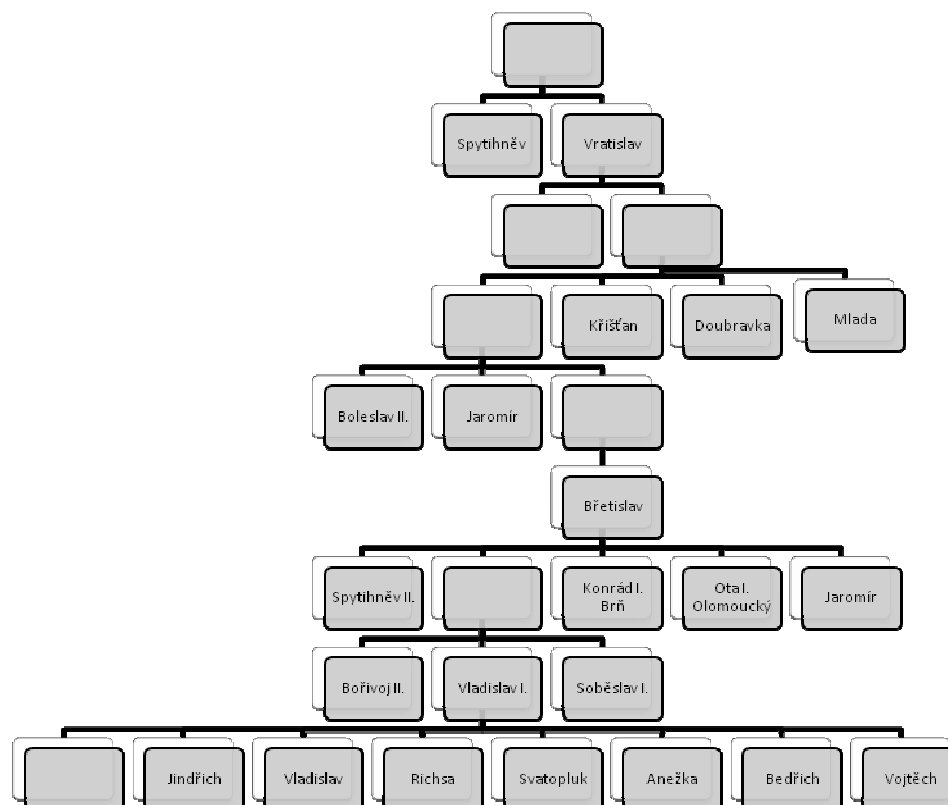 Spytihněv
Vratislav
Křišťan
Doubravka
Mlada
Boleslav II.
Jaromír
Břetislav
Spytihněv II.
Konrád I.
Brň
Ota I.
Olomoucký
Jaromír
Bořivoj II.
Vladislav I.
Soběslav I.
Jindřich
Vladislav
Richsa
Svatopluk
Anežka
Bedřich
Vojtěch